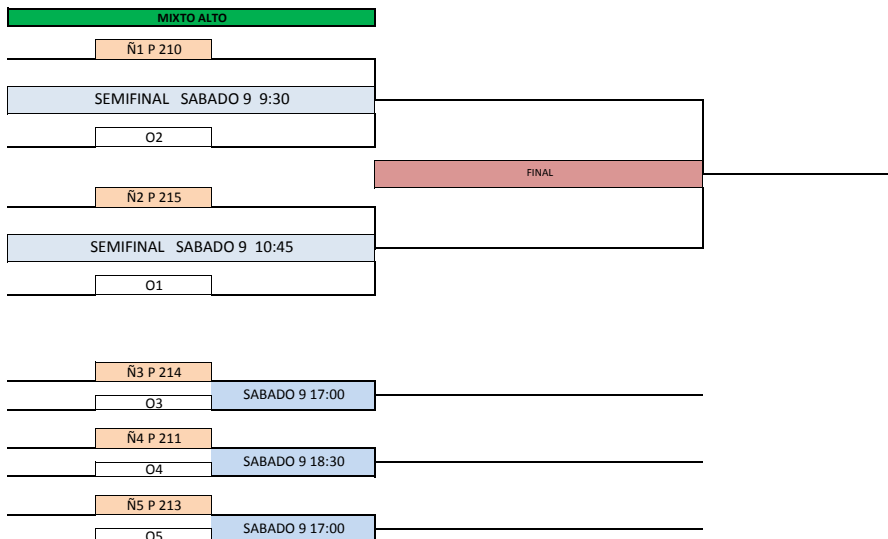 MIXTO ALTO
Ñ1 P 210
SEMIFINAL SABADO 9 9:30
O2
FINAL
Ñ2 P 215
SEMIFINAL SABADO 9 10:45
O1
Ñ3 P 214
SABADO 9 17:00
O3
Ñ4 P 211
SABADO 9 18:30
O4
Ñ5 P 213
SABADO 9 17:00
O5